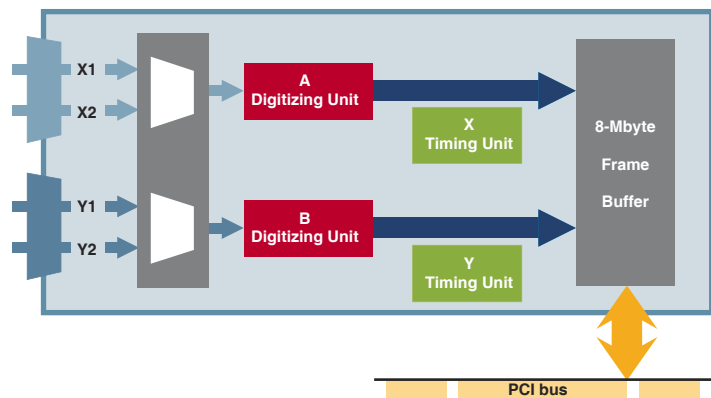 X1
X2
Y1
Y2
A
Digitizing Unit
X
Timing Unit
B
Digitizing Unit
Y
Timing Unit
8-Mbyte
Frame
Buffer
PCI bus